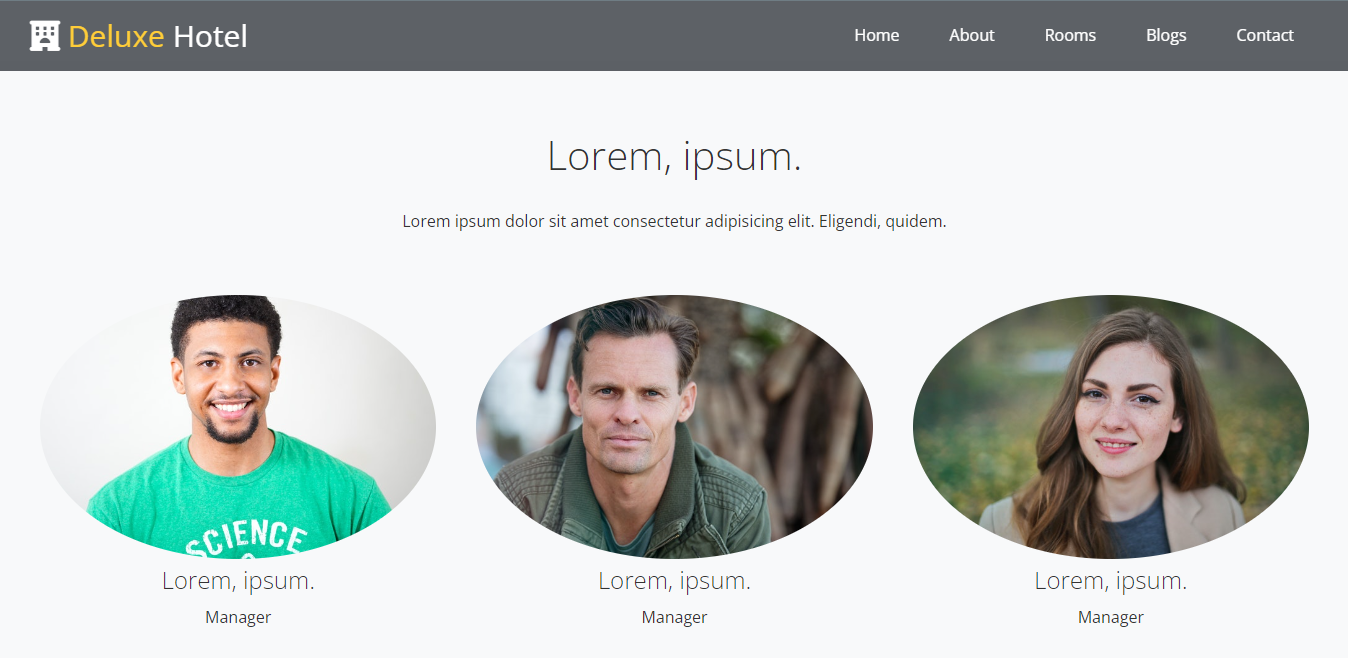 Deluxe Hotel
Home About Rooms Blogs Contact
Lorem, ipsum.
Lorem ipsum dolor sit amet consectetur adipisicing elit. Eligendi, quidem.
SCIENCE
Lorem, ipsum.
Manager
Lorem, ipsum.
Manager
Lorem, ipsum.
Manager